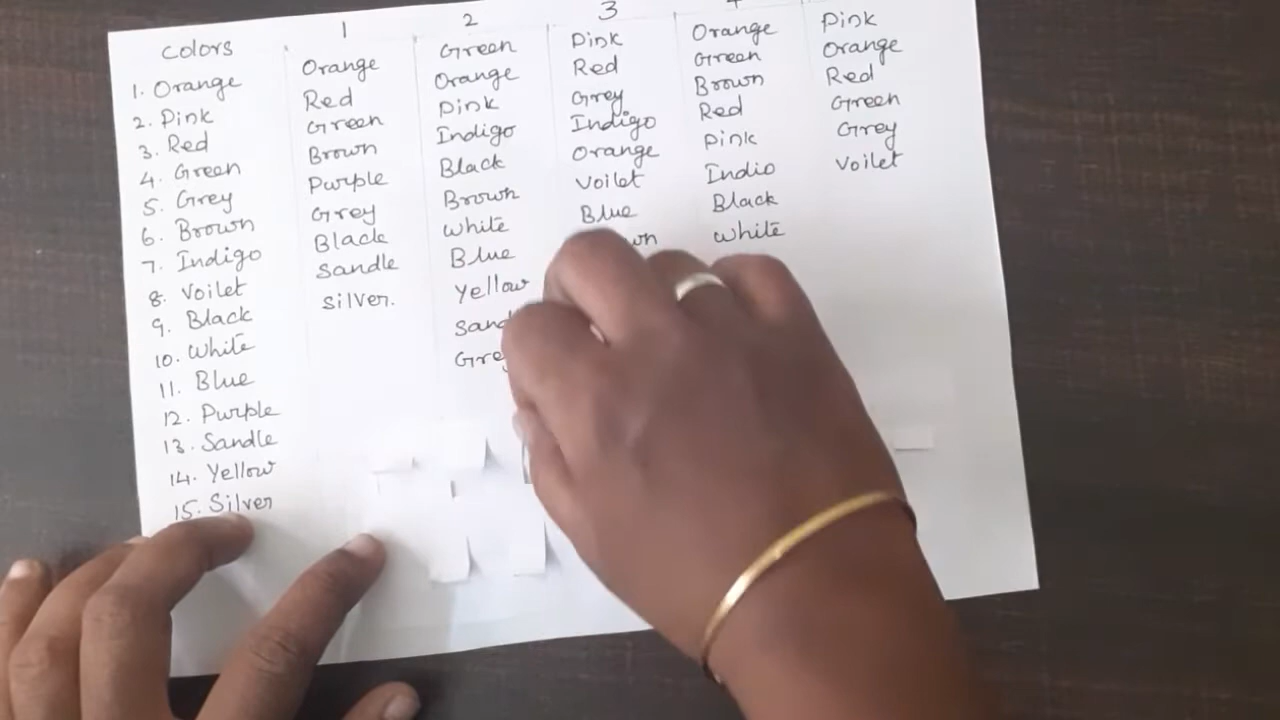 Colors
1. Orange
2. Pink
3. Red
4. Green
5. Grey
6. Brown
7. Indigo
8. Voilet
9. Black
10. White
11. Blue
12. Purple
13. Sandle
14. Yellow
15. Silver
1
Orange
Red
Green
Brown
Purple
Grey
Black
Sandle
Silver.
2
Green
Orange
Pink
Indigo
Black
Brown
White
Blue
Yellow
3
Pink
Red
Grey
Indigo
Orange
Voilet
Blue
Orange
Green
Brown
Red
Pink
Indio
Black
White
Pink
Orange
Red
Green
Grey
Voilet